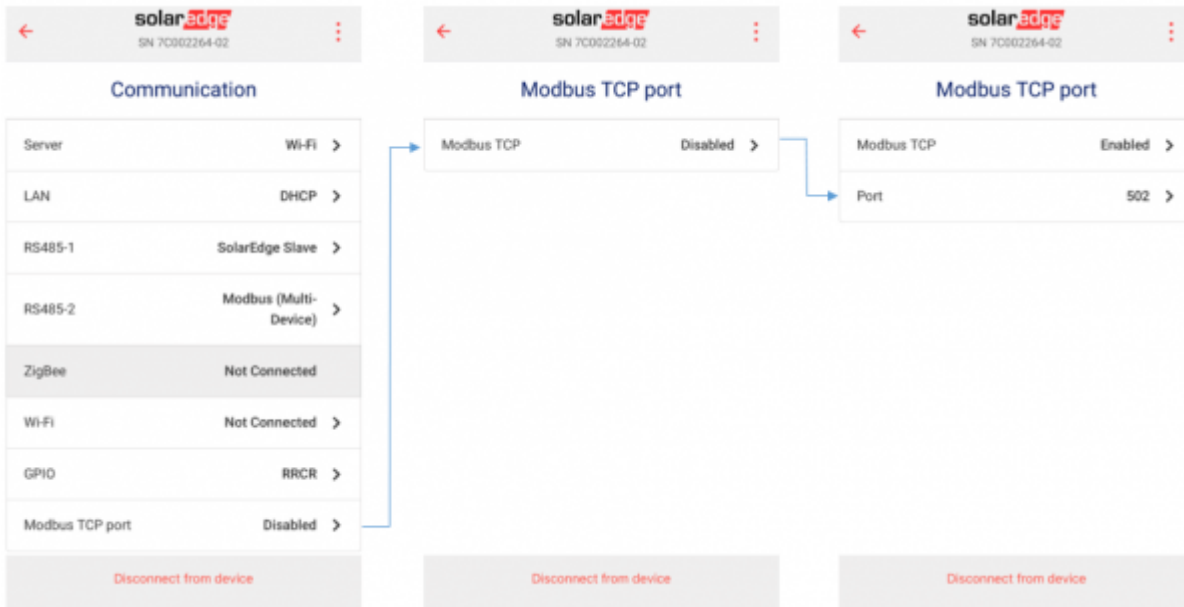 solaredge
SN 7C002264-02
Communication
Server Wi-Fi
LAN DHCP
RS485-1 SolarEdge Slave
RS485-2 Modbus (Multi-
Device)
ZigBee Not Connected
Wi-Fi Not Connected
GPIO RRCR
Modbus TCP port Disabled
Disconnect from device
solaredge
SN 7C002264-02
Modbus TCP port
Modbus TCP Disabled
Disconnect from device
solaredge
SN 7C002264-02
Modbus TCP port
Modbus TCP Enabled
Port 502
Disconnect from device